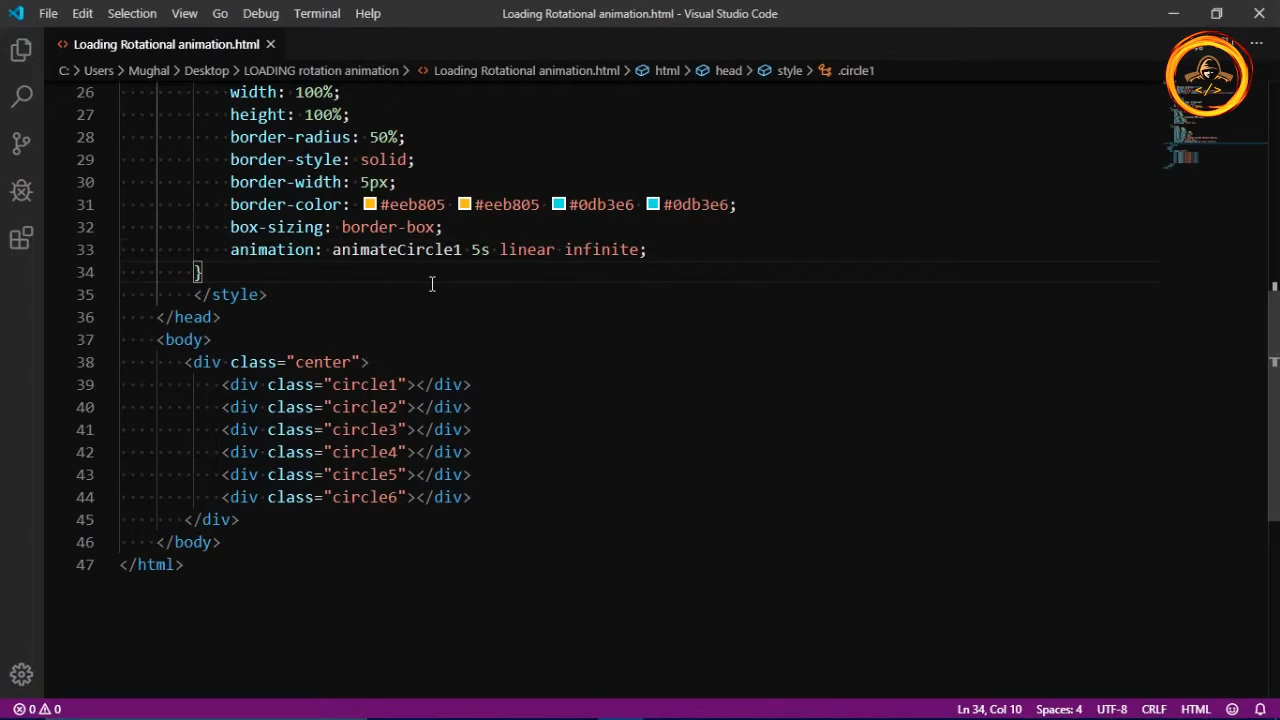 File Edit Selection View Go Debug Terminal Help Loading Rotational animation.html - Visual Studio Code
Loading Rotational animation.html
C: > Users > Mughal > Desktop > LOADING rotation animation > Loading Rotational animation.html > html > head > style > .circle1
26 width: 100%;
27 height: 100%;
28 border-radius: 50%;
29 border-style: solid;
30 border-width: 5px;
31 border-color: #eeb805 #eeb805 #0db3e6 #0db3e6;
32 box-sizing: border-box;
33 animation: animateCircle1 5s linear infinite;
34 }
35 </style>
36 </head>
37 <body>
38 <div class="center">
39 <div class="circle1"></div>
40 <div class="circle2"></div>
41 <div class="circle3"></div>
42 <div class="circle4"></div>
43 <div class="circle5"></div>
44 <div class="circle6"></div>
45 </div>
46 </body>
47 </html>
0 0 Ln 34, Col 10 Spaces: 4 UTF-8 CRLF HTML